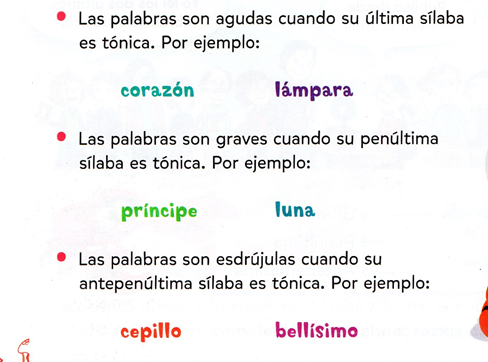 Las palabras son agudas cuando su última sílaba
es tónica. Por ejemplo:
corazón lámpara
Las palabras son graves cuando su penúltima
sílaba es tónica. Por ejemplo:
príncipe luna
Las palabras son esdrújulas cuando su
antepenúltima sílaba es tónica. Por ejemplo:
cepillo bellísimo